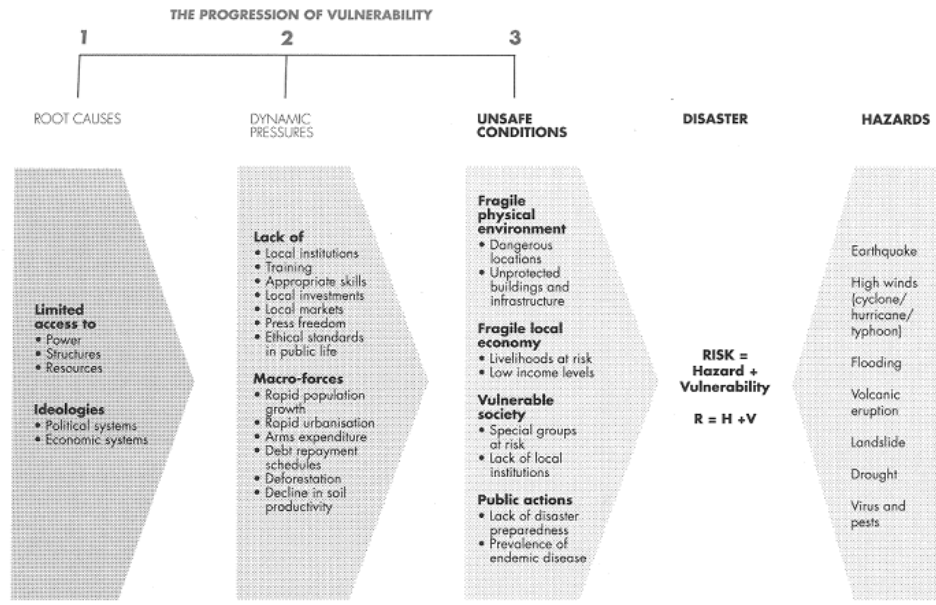 THE PROGRESSION OF VULNERABILITY
1
2
3
ROOT CAUSES
DYNAMIC
PRESSURES
UNSAFE
CONDITIONS
DISASTER
HAZARDS
Limited
access to
• Power
• Structures
• Resources
Ideologies
• Political systems
• Economic systems
Lack of
• Local institutions
• Training
• Appropriate skills
• Local investments
• Local markets
• Press freedom
• Ethical standards
in public life
Macro-forces
• Rapid population
growth
• Rapid urbanisation
• Arms expenditure
• Debt repayment
schedules
• Deforestation
• Decline in soil
productivity
Fragile
physical
environment
• Dangerous
locations
• Unprotected
buildings and
infrastructure
Fragile local
economy
• Livelihoods at risk
• Low income levels
Vulnerable
society
• Special groups
at risk
• Lack of local
institutions
Public actions
• Lack of disaster
preparedness
• Prevalence of
endemic disease
RISK =
Hazard +
Vulnerability
R = H +V
Earthquake
High winds
(cyclone/
hurricane/
typhoon)
Flooding
Volcanic
eruption
Landslide
Drought
Virus and
pests